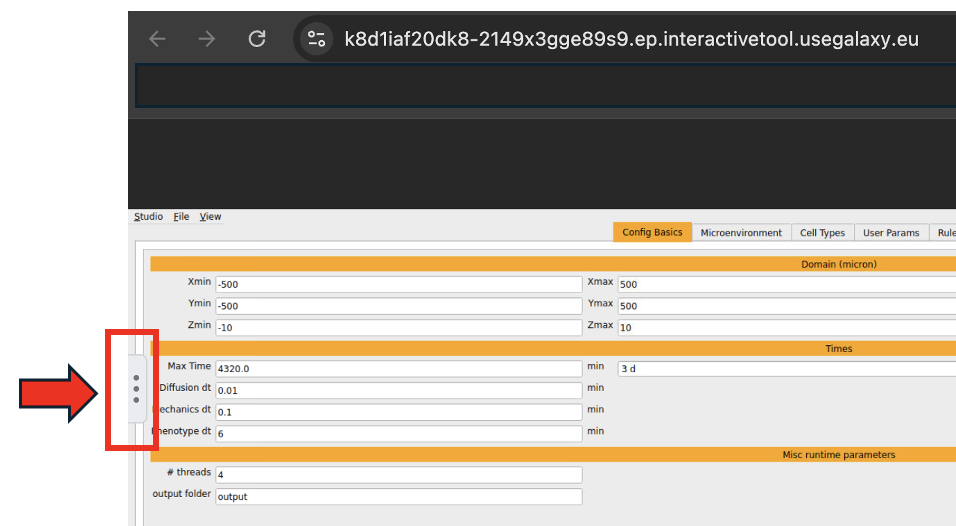 k8d1iaf20dk8-2149x3gge89s9.ep.interactivetool.usegalaxy.eu
Studio File View
Config Basics Microenvironment Cell Types User Params Rule
Domain (micron)
Xmin -500 Xmax 500
Ymin -500 Ymax 500
Zmin -10 Zmax 10
Times
Max Time 4320.0 min 3 d
Diffusion dt 0.01 min
echanics dt 0.1 min
henotype dt 6 min
Misc runtime parameters
# threads 4
output folder output